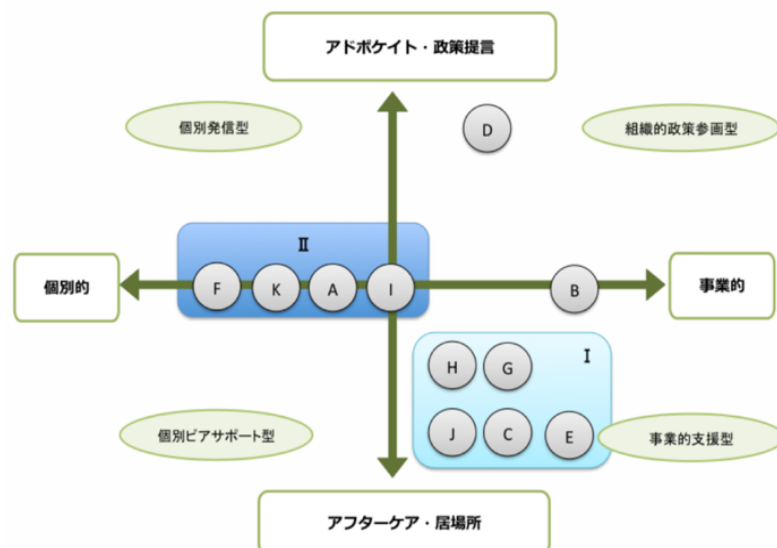 アドボケイト・政策提言
個別発信型
D
組織的政策参画型
Ⅱ
個別的
F K A I
B
事業的
H G
Ⅰ
J C E
個別ピアサポート型
事業的支援型
アフターケア・居場所